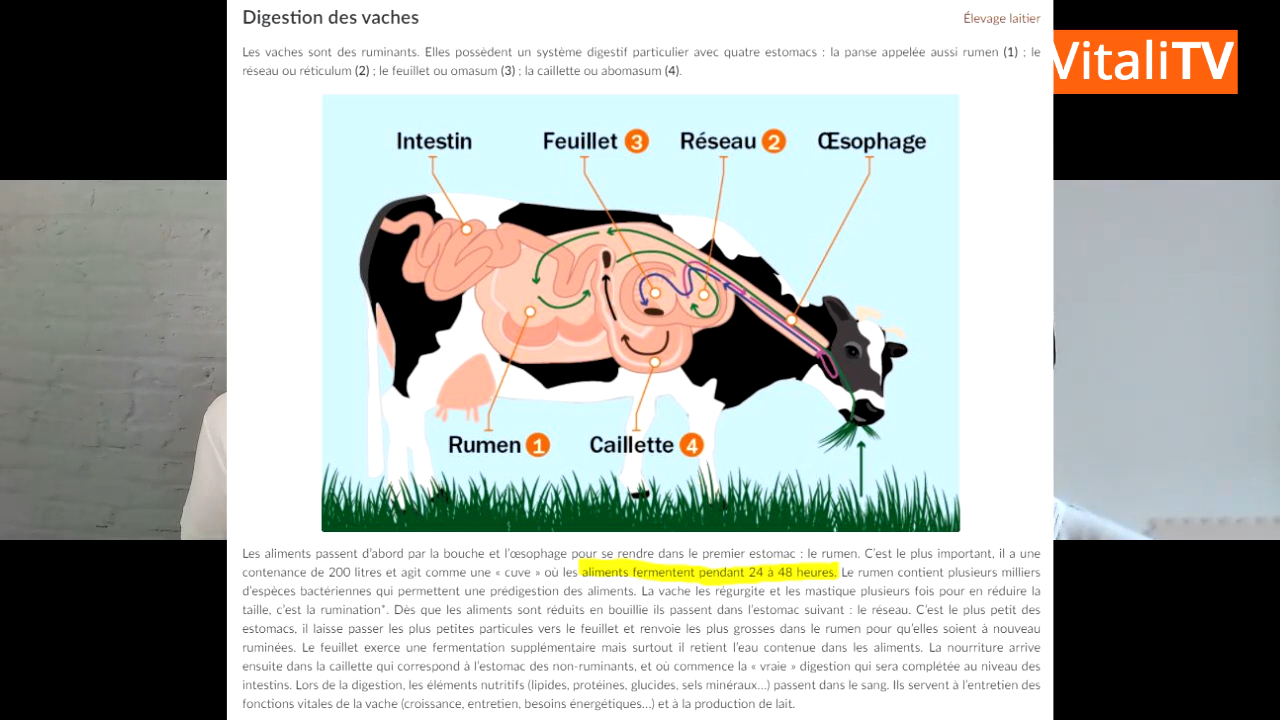 Digestion des vaches
Élevage laitier
VitaliTV
Les vaches sont des ruminants. Elles possèdent un système digestif particulier avec quatre estomacs : la panse appelée aussi rumen (1) ; le
réseau ou réticulum (2) ; le feuillet ou omasum (3) ; la caillette ou abomasum (4).
Intestin
Feuillet 3
Réseau 2
Œsophage
Rumen 1
Caillette 4
Les aliments passent d'abord par la bouche et l'œsophage pour se rendre dans le premier estomac : le rumen. C'est le plus important, il a une
contenance de 200 litres et agit comme une « cuve » où les aliments fermentent pendant 24 à 48 heures. Le rumen contient plusieurs milliers
d'espèces bactériennes qui permettent une prédigestion des aliments. La vache les régurgite et les mastique plusieurs fois pour en réduire la
taille, c'est la rumination*. Dès que les aliments sont réduits en bouillie ils passent dans l'estomac suivant : le réseau. C'est le plus petit des
estomacs, il laisse passer les plus petites particules vers le feuillet et renvoie les plus grosses dans le rumen pour qu'elles soient à nouveau
ruminées. Le feuillet exerce une fermentation supplémentaire mais surtout il retient l'eau contenue dans les aliments. La nourriture arrive
ensuite dans la caillette qui correspond à l'estomac des non-ruminants, et où commence la « vraie » digestion qui sera complétée au niveau des
intestins. Lors de la digestion, les éléments nutritifs (lipides, protéines, glucides, sels minéraux...) passent dans le sang. Ils servent à l'entretien des
fonctions vitales de la vache (croissance, entretien, besoins énergétiques...) et à la production de lait.